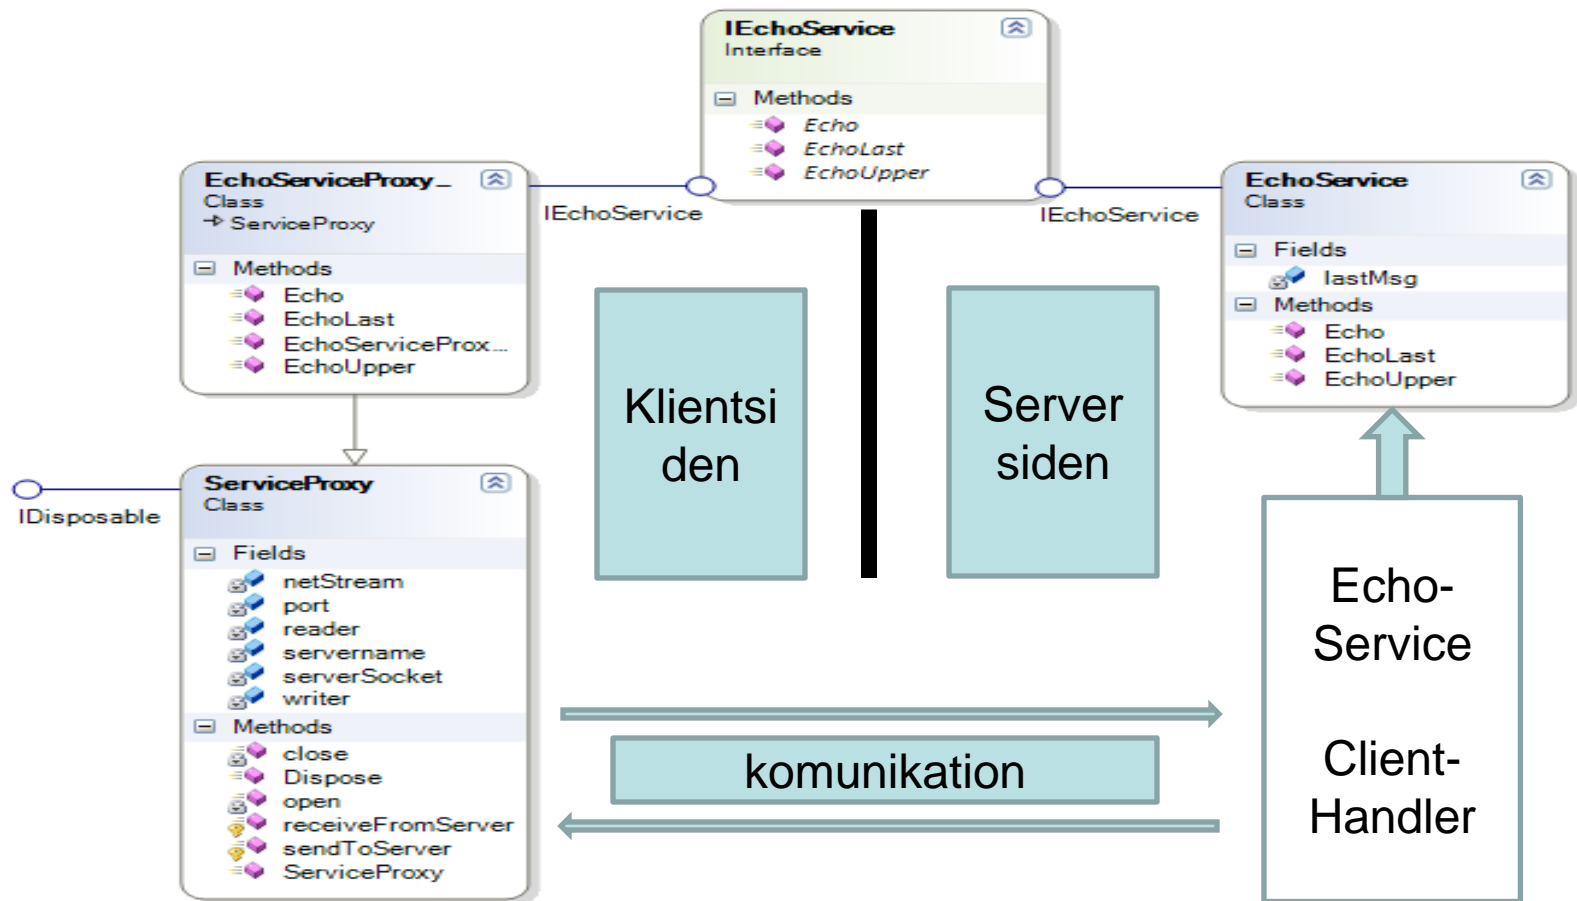 IEchoService
Interface
Methods
Echo
EchoLast
EchoUpper
EchoServiceProxy_
Class
ServiceProxy
Methods
Echo
EchoLast
EchoServiceProx...
EchoUpper
IEchoService
IEchoService
EchoService
Class
Fields
lastMsg
Methods
Echo
EchoLast
EchoUpper
Klientsi
den
Server
siden
IDisposable
ServiceProxy
Class
Fields
netStream
port
reader
servername
serverSocket
writer
Methods
close
Dispose
open
receiveFromServer
sendToServer
ServiceProxy
komunikation
Echo-
Service
Client-
Handler